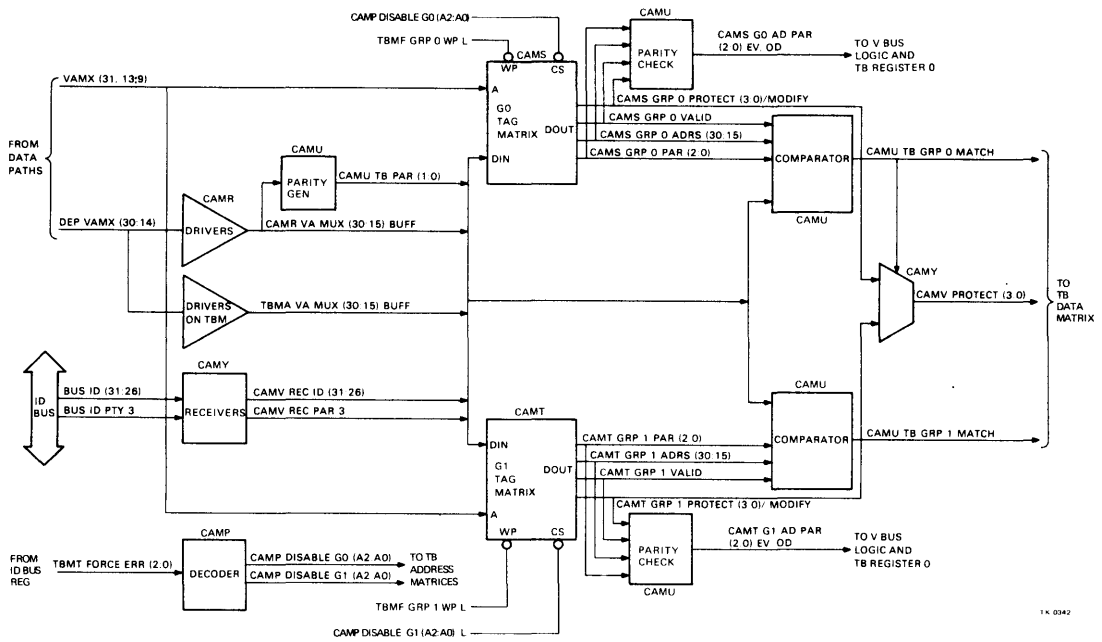 CAMP DISABLE G0 (A2:A0)
TBMF GRP 0 WP L
CAMS
WP
CS
CAMU
PARITY
CHECK
CAMS G0 AD PAR
(2:0) EV. OD
TO V BUS
LOGIC AND
TB REGISTER 0
VAMX (31, 13:9)
A
G0
TAG
MATRIX
DOUT
DIN
CAMS GRP 0 PROTECT (3:0)/MODIFY
CAMS GRP 0 VALID
CAMS GRP 0 ADRS (30:15)
CAMS GRP 0 PAR (2:0)
COMPARATOR
CAMU
CAMU TB GRP 0 MATCH
FROM
DATA
PATHS
CAMU
PARITY
GEN
CAMU TB PAR (1:0)
CAMR
DRIVERS
DEP VAMX (30:14)
CAMR VA MUX (30:15) BUFF
DRIVERS
ON TBM
TBMA VA MUX (30:15) BUFF
CAMY
CAMV PROTECT (3:0)
TO
TB
DATA
MATRIX
ID
BUS
BUS ID (31:26)
BUS ID PTY 3
CAMY
RECEIVERS
CAMV REC ID (31:26)
CAMV REC PAR 3
CAMT
DIN
G1
TAG
MATRIX
DOUT
A
WP
CS
CAMT GRP 1 PAR (2:0)
CAMT GRP 1 ADRS (30:15)
CAMT GRP 1 VALID
CAMT GRP 1 PROTECT (3:0)/ MODIFY
CAMU
COMPARATOR
CAMU TB GRP 1 MATCH
PARITY
CHECK
CAMU
CAMT G1 AD PAR
(2:0) EV. OD
TO V BUS
LOGIC AND
TB REGISTER 0
FROM
ID BUS
REG
TBMT FORCE ERR (2:0)
CAMP
DECODER
CAMP DISABLE G0 (A2:A0)
CAMP DISABLE G1 (A2:A0)
TO TB
ADDRESS
MATRICES
TBMF GRP 1 WP L
CAMP DISABLE G1 (A2:A0) L
TK 0342